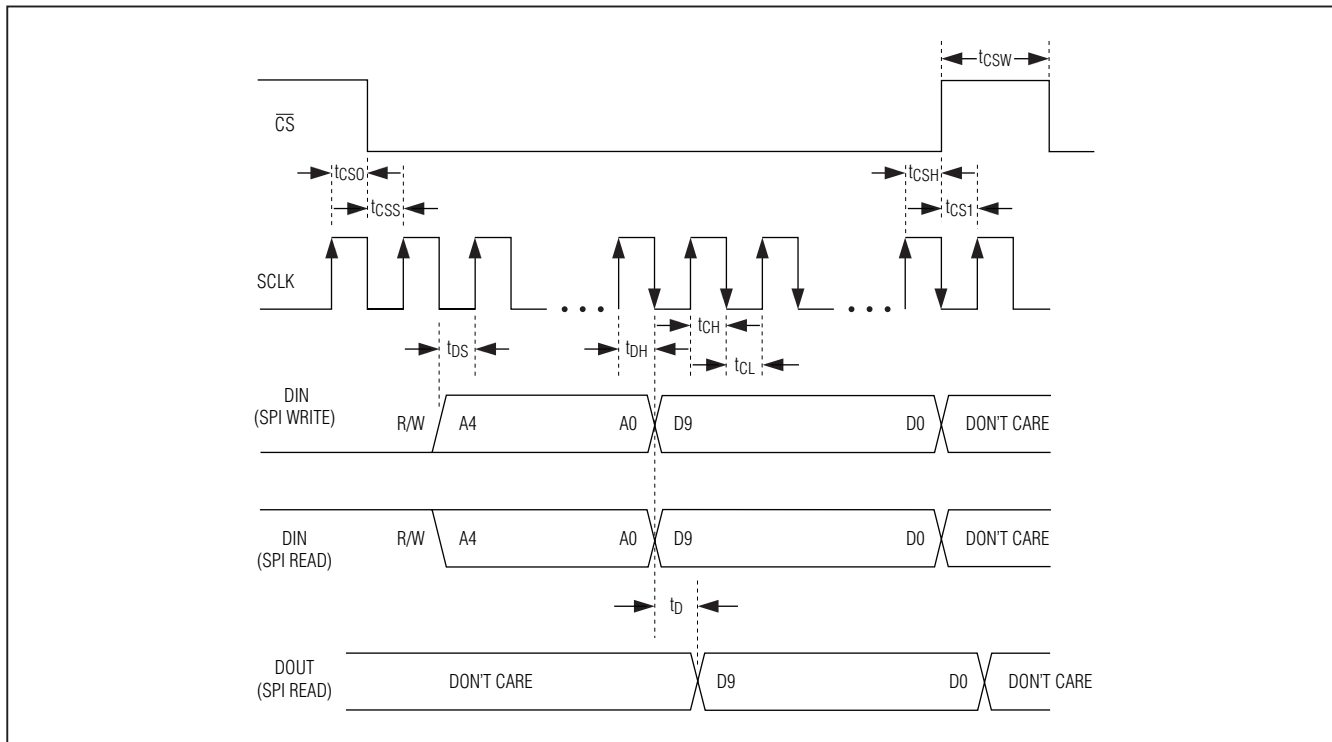 tCSW
CS
tCSO tCSH
tCSS tCS1
SCLK
tCH
tDS tDH
tCL
DIN
(SPI WRITE)
R/W A4 A0 D9 D0 DON'T CARE
DIN
(SPI READ)
R/W A4 A0 D9 D0 DON'T CARE
tD
DOUT
(SPI READ)
DON'T CARE D9 D0 DON'T CARE